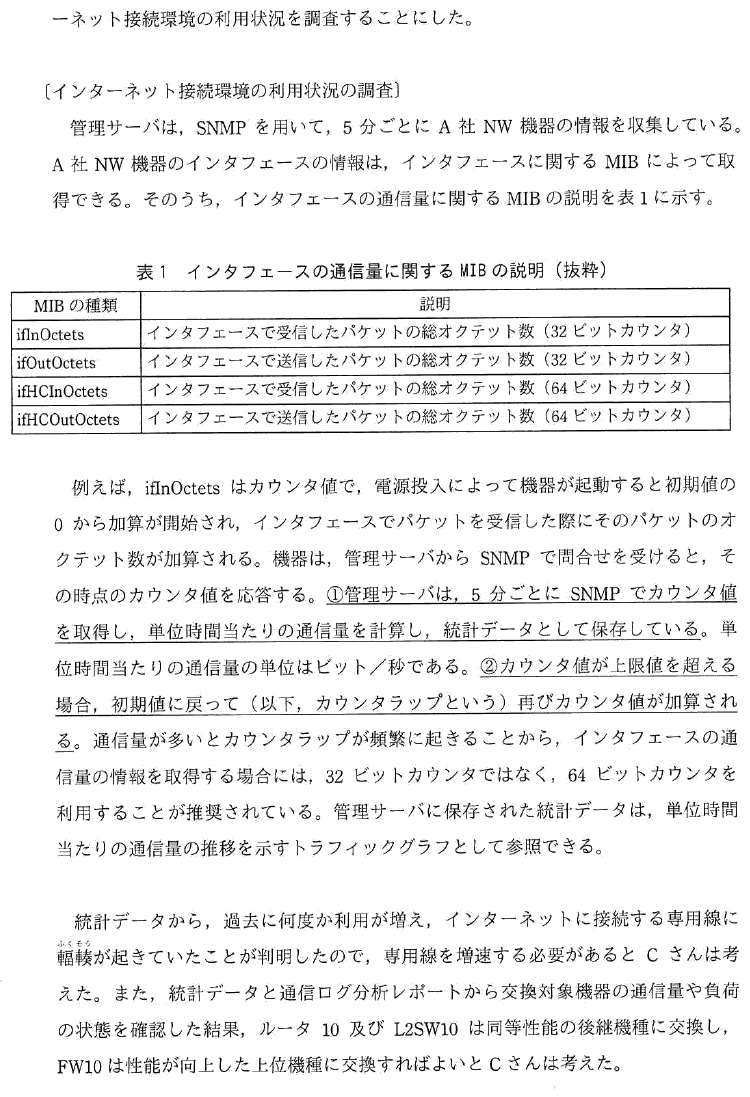 ーネット接続環境の利用状況を調査することにした。
〔インターネット接続環境の利用状況の調査〕
管理サーバは，SNMP を用いて，5 分ごとに A 社 NW 機器の情報を収集している。
A 社 NW 機器のインタフェースの情報は，インタフェースに関する MIB によって取
得できる。そのうち，インタフェースの通信量に関する MIB の説明を表 1 に示す。
表 1　インタフェースの通信量に関する MIB の説明（抜粋）
MIB の種類　説明
ifInOctets　インタフェースで受信したパケットの総オクテット数（32 ビットカウンタ）
ifOutOctets　インタフェースで送信したパケットの総オクテット数（32 ビットカウンタ）
ifHCInOctets　インタフェースで受信したパケットの総オクテット数（64 ビットカウンタ）
ifHCOutOctets　インタフェースで送信したパケットの総オクテット数（64 ビットカウンタ）
例えば，ifInOctets はカウンタ値で，電源投入によって機器が起動すると初期値の
0 から加算が開始され，インタフェースでパケットを受信した際にそのパケットのオ
クテット数が加算される。機器は，管理サーバから SNMP で問合せを受けると，そ
の時点のカウンタ値を応答する。①管理サーバは，5 分ごとに SNMP でカウンタ値
を取得し，単位時間当たりの通信量を計算し，統計データとして保存している。単
位時間当たりの通信量の単位はビット／秒である。②カウンタ値が上限値を超える
場合，初期値に戻って（以下，カウンタラップという）再びカウンタ値が加算され
る。通信量が多いとカウンタラップが頻繁に起きることから，インタフェースの通
信量の情報を取得する場合には，32 ビットカウンタではなく，64 ビットカウンタを
利用することが推奨されている。管理サーバに保存された統計データは，単位時間
当たりの通信量の推移を示すトラフィックグラフとして参照できる。
統計データから，過去に何度か利用が増え，インターネットに接続する専用線に
ふくそう
輻輳が起きていたことが判明したので，専用線を増速する必要があると C さんは考
えた。また，統計データと通信ログ分析レポートから交換対象機器の通信量や負荷
の状態を確認した結果，ルータ 10 及び L2SW10 は同等性能の後継機種に交換し，
FW10 は性能が向上した上位機種に交換すればよいと C さんは考えた。